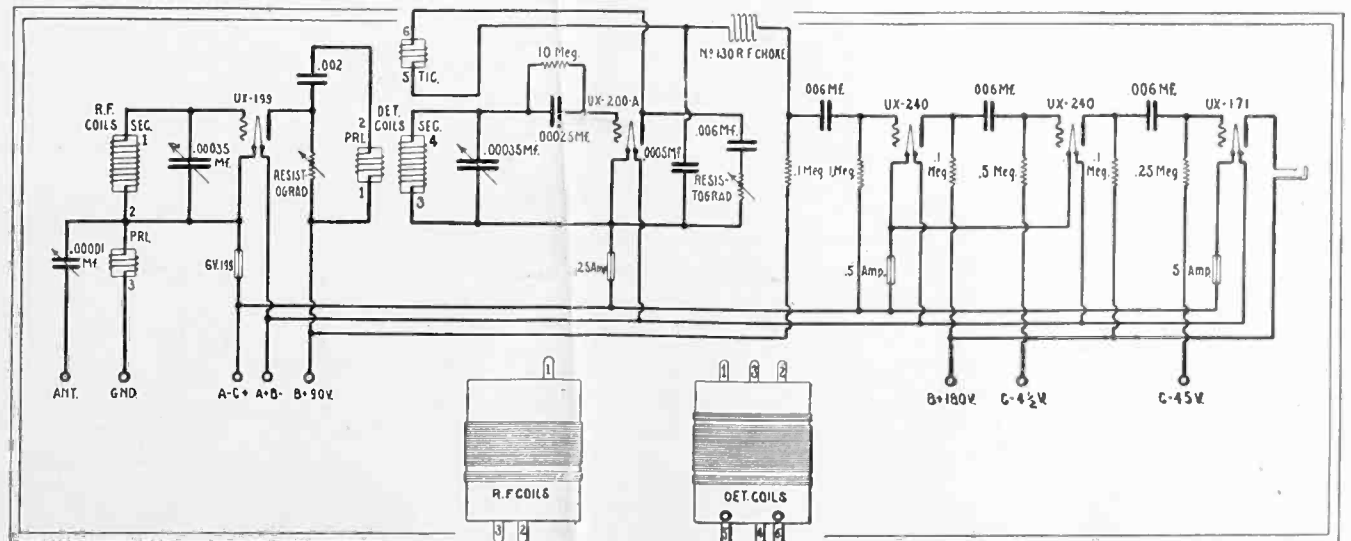 6
5 TIC.
Nº 130 R F CHOKE
10 Meg.
.002
UX-199
R.F. COILS
SEC.
1
.00035 Mf.
2
PRI.
3
.00001 Mf
6V.199
RESIST-OGRAD
2
PRI.
1
DET. COILS
SEC.
4
3
.00035Mf.
.00025Mf.
UX-200-A
.0005Mf
.006Mf.
RESIS-TOGRAD
.25Amp.
006Mf.
UX-240
006Mf.
UX-240
.006Mf.
UX-171
.1 Meg
1Meg.
.1 Meg
.5 Meg.
.1 Meg.
.25 Meg
.5 Amp.
.5 Amp
ANT.
GND.
A-C+
A+B-
B+90V.
B+180V.
C-4½V.
C-45V.
1
R.F COILS
3 2
1 3 2
DET. COILS
5 4 6